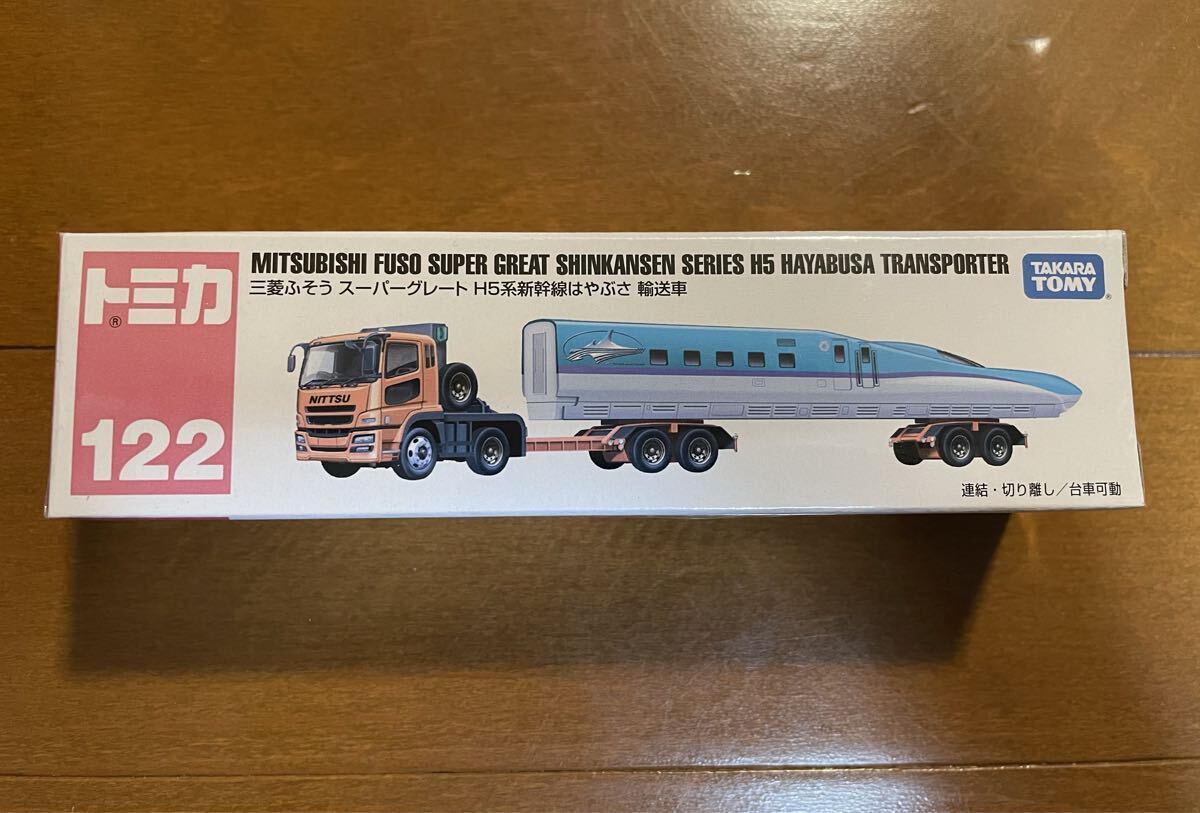 トミカ
®
122
MITSUBISHI FUSO SUPER GREAT SHINKANSEN SERIES H5 HAYABUSA TRANSPORTER
三菱ふそう スーパーグレート H5系新幹線はやぶさ 輸送車
TAKARA
TOMY
®
NITTSU
連結・切り離し/台車可動